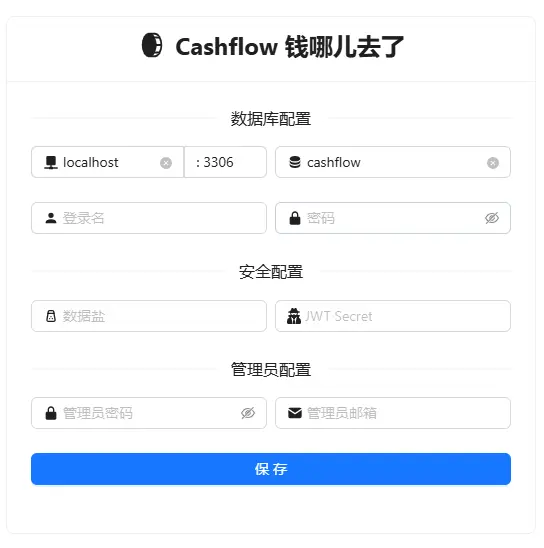 Cashflow 钱哪儿去了
数据库配置
localhost : 3306 cashflow
登录名 密码
安全配置
数据盐 JWT Secret
管理员配置
管理员密码 管理员邮箱
保 存